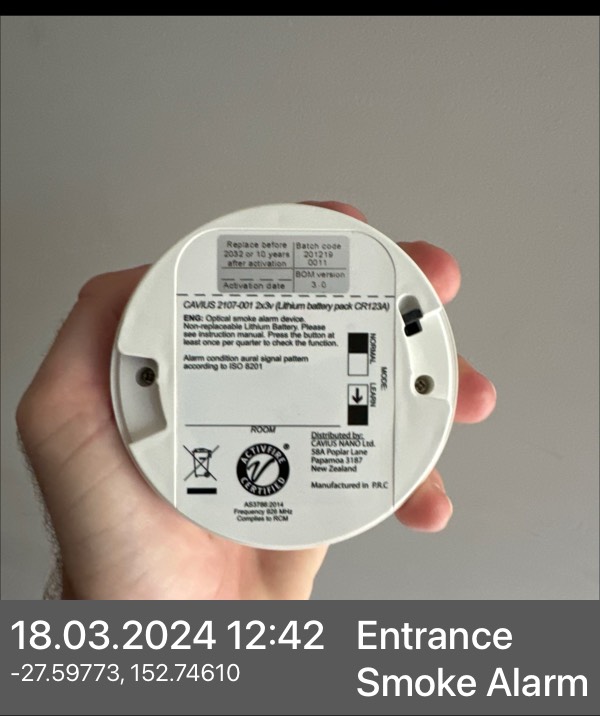 Replace before
2032 or 10 years
after activation
Activation date
Batch code
201219
0011
BOM version
3.0
CAVIUS 2107-001 2x3v (Lithium battery pack CR123A)
ENG: Optical smoke alarm device.
Non-replaceable Lithium Battery. Please
see instruction manual. Press the button at
least once per quarter to check the function.
Alarm condition aural signal pattern
according to ISO 8201
NORMAL
MODE:
LEARN
ROOM
ACTIVFIRE
CERTIFIED
®
AS3786:2014
Frequency 926 MHz
Complies to RCM
Distributed by:
CAVIUS NANO Ltd.
58A Poplar Lane
Papamoa 3187
New Zealand
Manufactured in P.R.C
18.03.2024 12:42
-27.59773, 152.74610
Entrance
Smoke Alarm